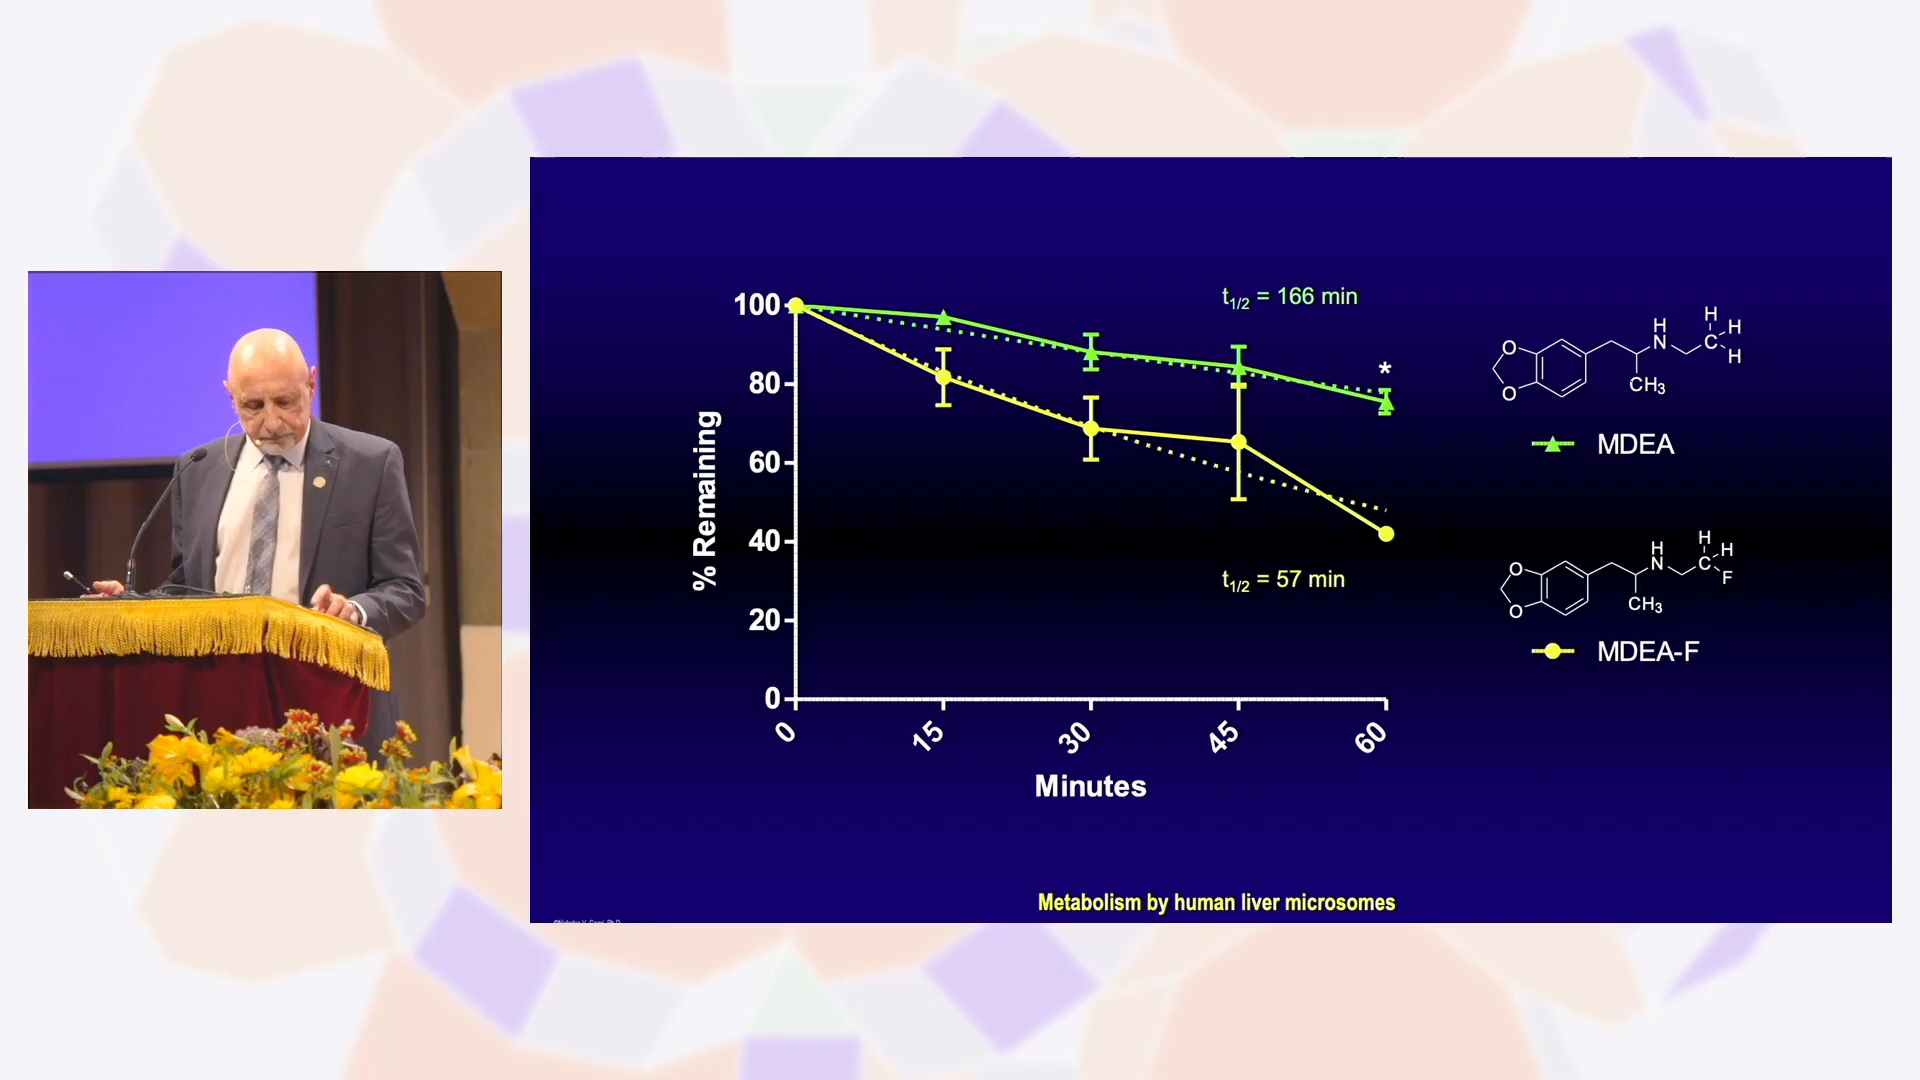 t1/2 = 166 min
100
80
60
40
20
0
% Remaining
*
t1/2 = 57 min
0
15
30
45
60
Minutes
H
H
N
C
H
H
O
O
CH3
MDEA
H
H
N
C
H
F
O
O
CH3
MDEA-F
Metabolism by human liver microsomes